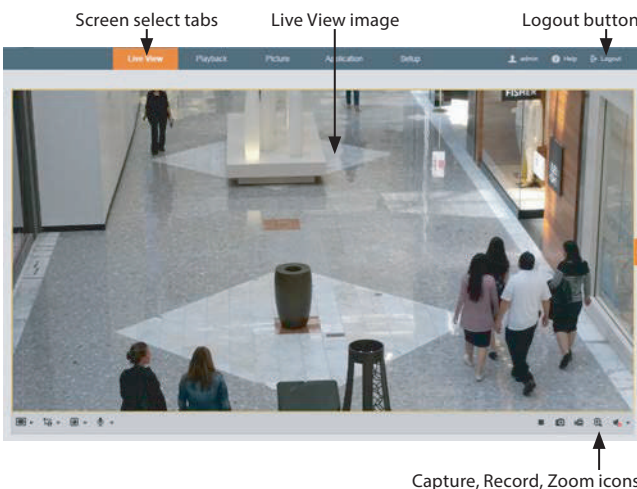 Screen select tabs
Live View image
Logout button
Live View
Playback
Picture
Application
Setup
admin
Help
Logout
FISHER
Capture, Record, Zoom icons